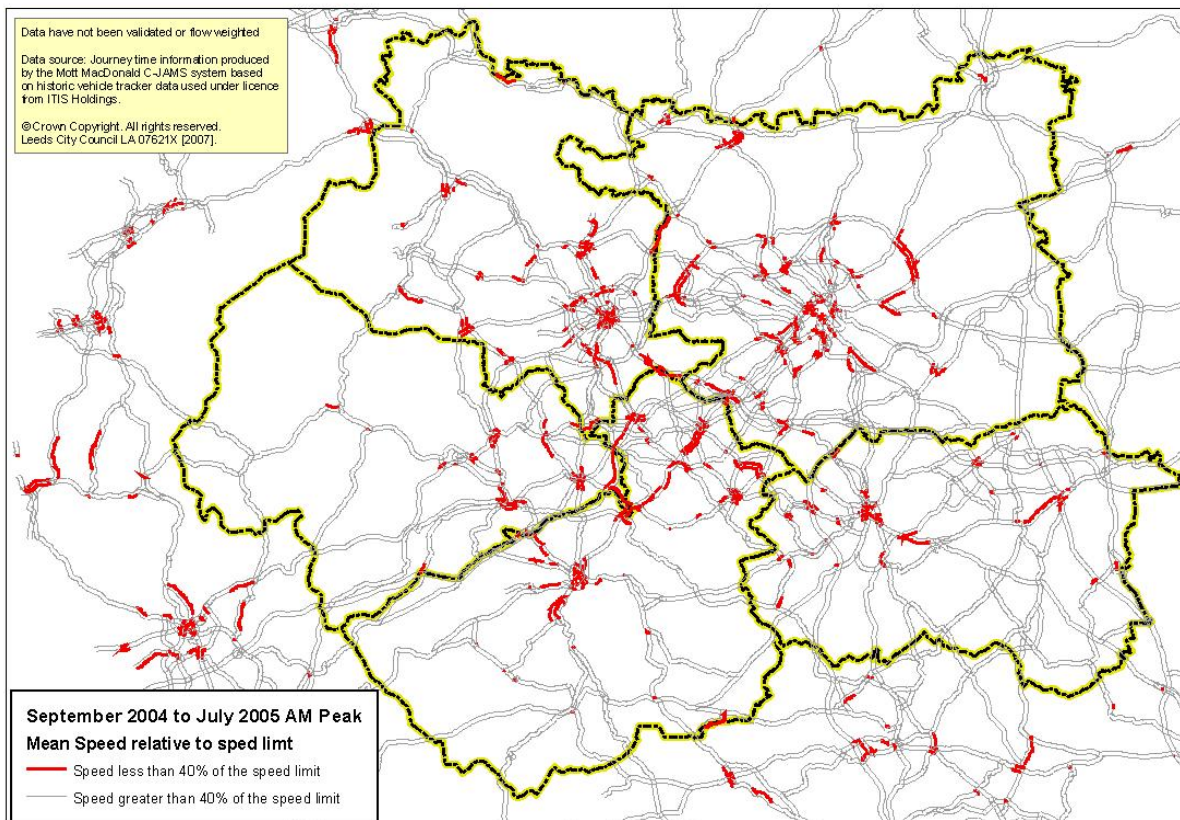 Data have not been validated or flow weighted
Data source: Journey time information produced
by the Mott MacDonald C-JAMS system based
on historic vehicle tracker data used under licence
from ITIS Holdings.
© Crown Copyright. All rights reserved.
Leeds City Council LA 07621X [2007].
September 2004 to July 2005 AM Peak
Mean Speed relative to sped limt
Speed less than 40% of the speed limit
Speed greater than 40% of the speed limit